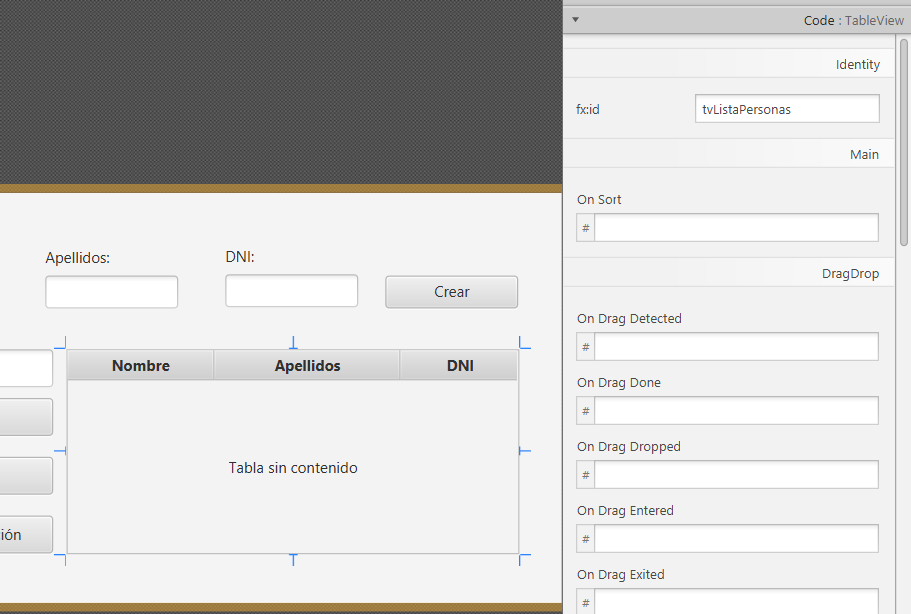 Apellidos:
DNI:
Crear
Nombre
Apellidos
DNI
Tabla sin contenido
ión
Code : TableView
Identity
fx:id
tvListaPersonas
Main
On Sort
#
DragDrop
On Drag Detected
#
On Drag Done
#
On Drag Dropped
#
On Drag Entered
#
On Drag Exited
#